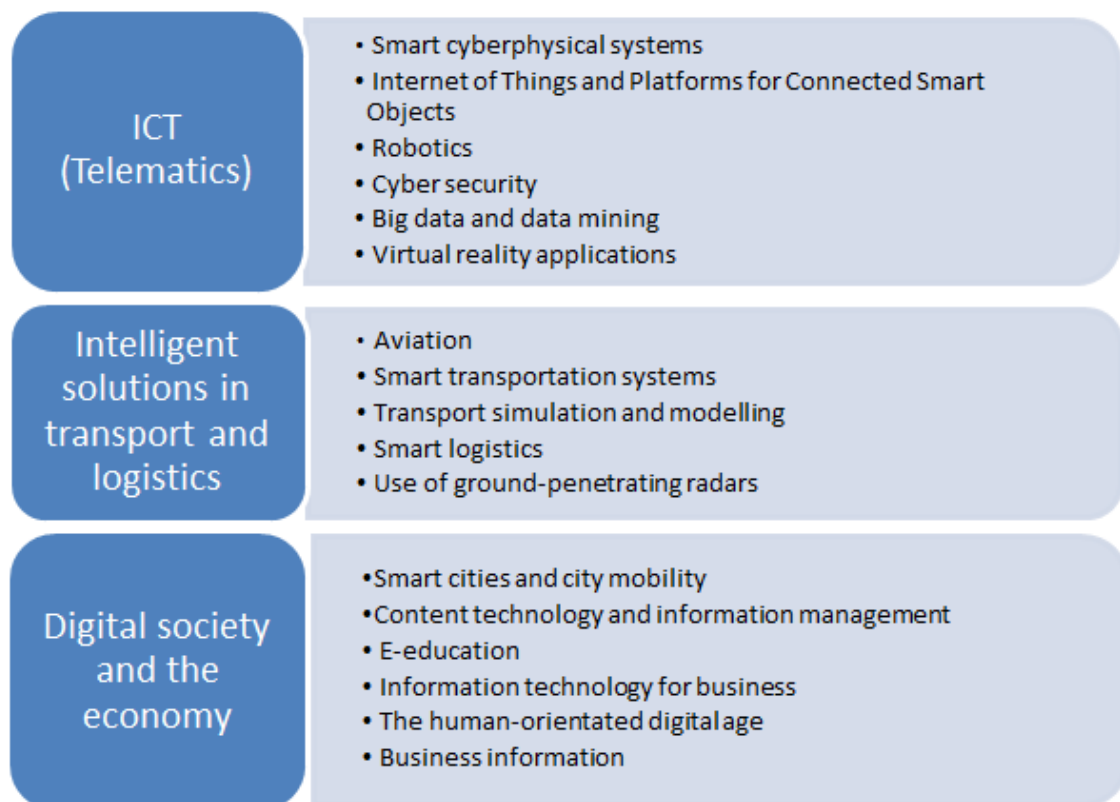 ICT
(Telematics)
• Smart cyberphysical systems
• Internet of Things and Platforms for Connected Smart
Objects
• Robotics
• Cyber security
• Big data and data mining
• Virtual reality applications
Intelligent
solutions in
transport and
logistics
• Aviation
• Smart transportation systems
• Transport simulation and modelling
• Smart logistics
• Use of ground-penetrating radars
Digital society
and the
economy
•Smart cities and city mobility
•Content technology and information management
• E-education
• Information technology for business
• The human-orientated digital age
• Business information